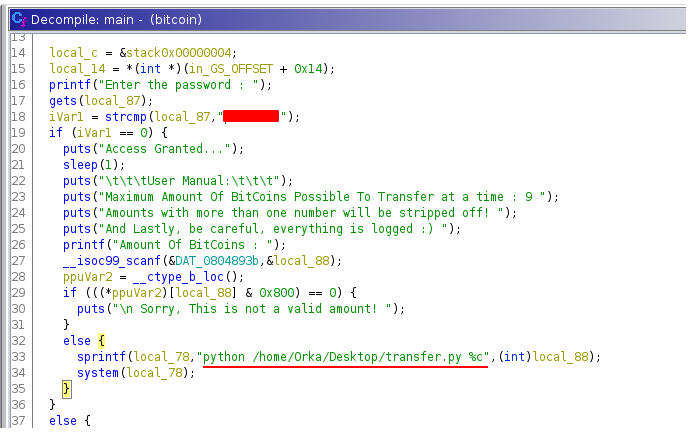 Decompile: main - (bitcoin)
13
14 local_c = &stack0x00000004;
15 local_14 = *(int *)(in_GS_OFFSET + 0x14);
16 printf("Enter the password : ");
17 gets(local_87);
18 iVar1 = strcmp(local_87,"");
19 if (iVar1 == 0) {
20 puts("Access Granted...");
21 sleep(1);
22 puts("\t\t\tUser Manual:\t\t\t");
23 puts("Maximum Amount Of BitCoins Possible To Transfer at a time : 9 ");
24 puts("Amounts with more than one number will be stripped off! ");
25 puts("And Lastly, be careful, everything is logged :) ");
26 printf("Amount Of BitCoins : ");
27 __isoc99_scanf(&DAT_0804893b,&local_88);
28 ppuVar2 = __ctype_b_loc();
29 if (((*ppuVar2)[local_88] & 0x800) == 0) {
30 puts("\n Sorry, This is not a valid amount! ");
31 }
32 else {
33 sprintf(local_78,"python /home/Orka/Desktop/transfer.py %c",(int)local_88);
34 system(local_78);
35 }
36 }
37 else {